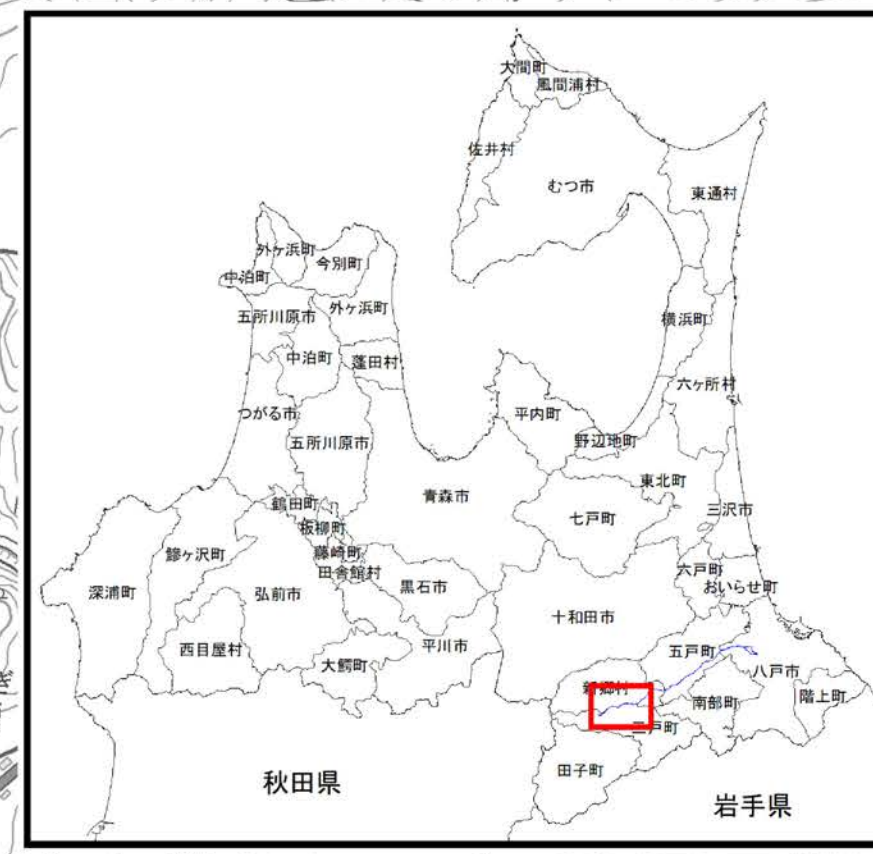 大間町
風間浦村
佐井村
むつ市
東通村
外ヶ浜町
今別町
中泊町
五所川原市
外ヶ浜町
横浜町
中泊町
蓬田村
六ヶ所村
つがる市
平内町
五所川原市
野辺地町
東北町
青森市
鶴田町
七戸町
三沢市
板柳町
藤崎町
鰺ヶ沢町
田舎館村
六戸町
黒石市
おいらせ町
深浦町
弘前市
十和田市
西目屋村
平川市
五戸町
大鰐町
八戸市
新郷村
南部町
階上町
三戸町
田子町
秋田県
岩手県